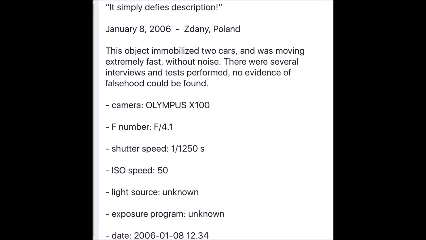 "It simply defies description!"
January 8, 2006 - Zdany, Poland
This object immobilized two cars, and was moving
extremely fast, without noise. There were several
interviews and tests performed, no evidence of
falsehood could be found.
- camera: OLYMPUS X100
- F number: F/4.1
- shutter speed: 1/1250 s
- ISO speed: 50
- light source: unknown
- exposure program: unknown
- date: 2006-01-08 12.34